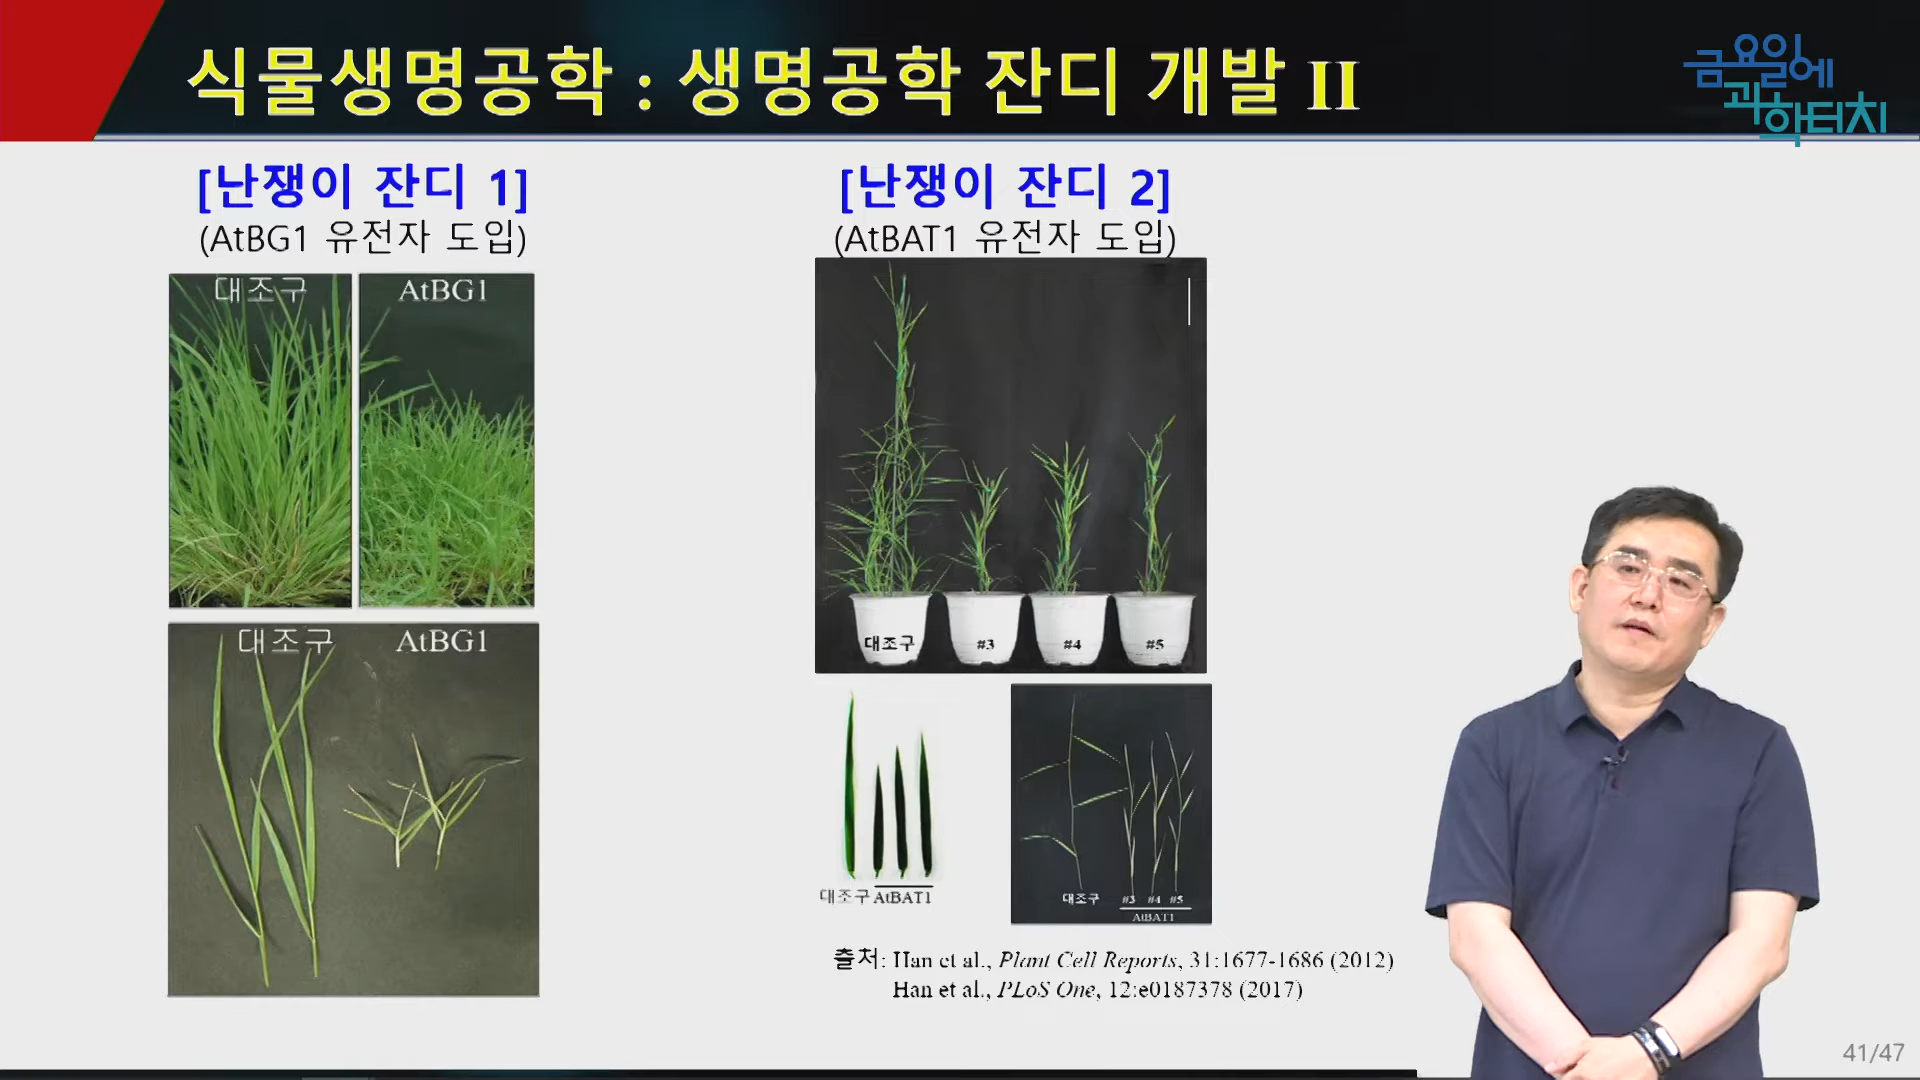 식물생명공학 : 생명공학 잔디 개발 II
금요일에
과학터치
[난쟁이 잔디 1]
(AtBG1 유전자 도입)
대조구 AtBG1
대조구 AtBG1
[난쟁이 잔디 2]
(AtBAT1 유전자 도입)
대조구 #3 #4 #5
대조구 AtBAT1
대조구 #3 #4 #5
AtBAT1
출처: Han et al., Plant Cell Reports, 31:1677-1686 (2012)
Han et al., PLoS One, 12:e0187378 (2017)
41/47